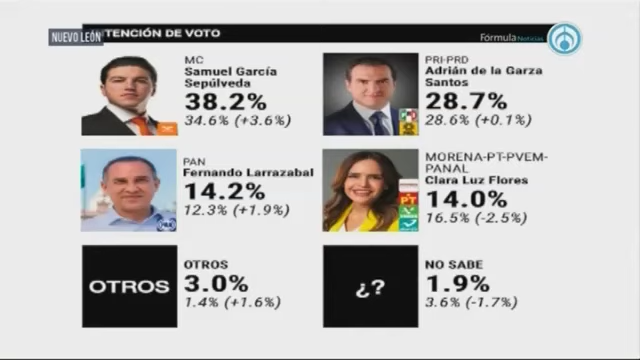 NUEVO LEÓN
INTENCIÓN DE VOTO
Fórmula
Noticias
MC
Samuel García
Sepúlveda
38.2%
34.6% (+3.6%)
PRI-PRD
Adrián de la Garza
Santos
28.7%
28.6% (+0.1%)
PAN
Fernando Larrazabal
14.2%
12.3% (+1.9%)
PAN
MORENA-PT-PVEM-
PANAL
Clara Luz Flores
14.0%
16.5% (-2.5%)
PT
OTROS
OTROS
3.0%
1.4% (+1.6%)
¿?
NO SABE
1.9%
3.6% (-1.7%)